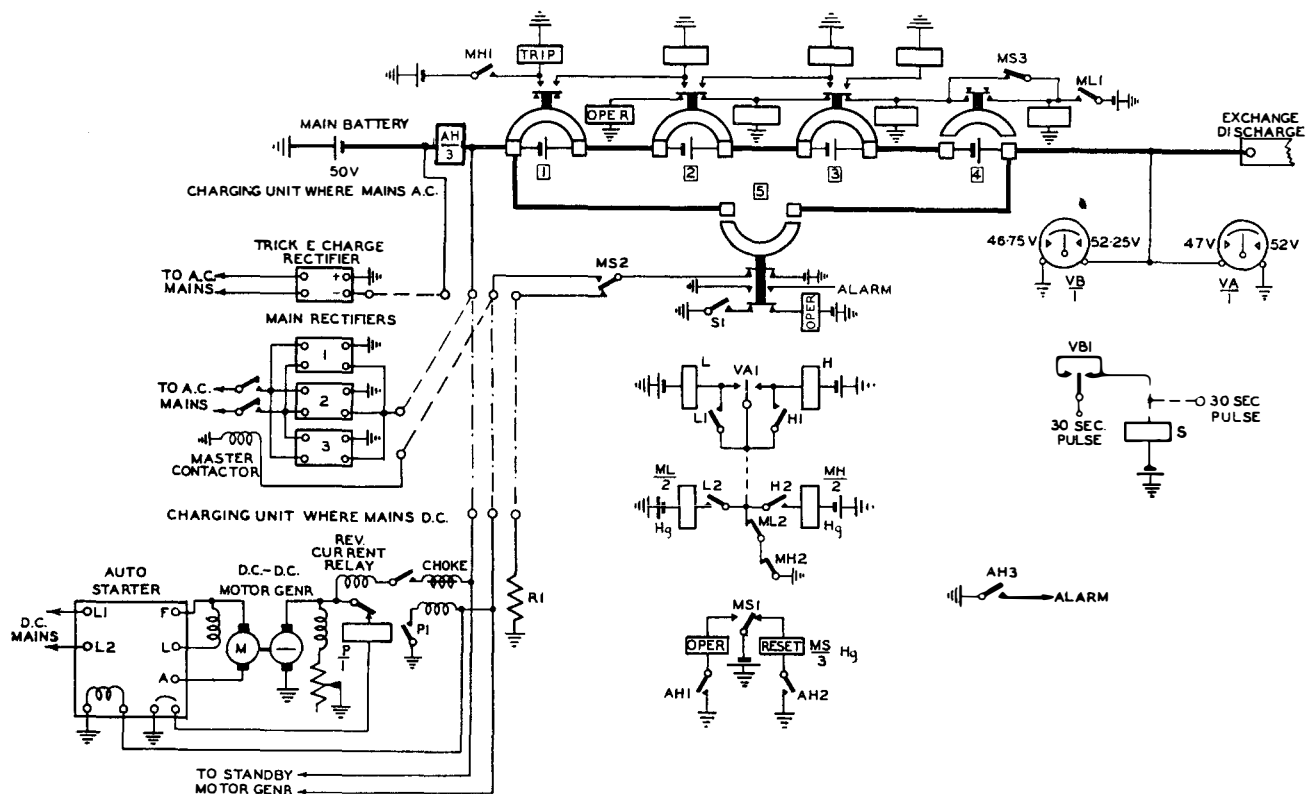 MH1
TRIP
MS3
ML1
OPER
MAIN BATTERY
AH
3
50V
1
2
3
4
5
EXCHANGE
DISCHARGE
CHARGING UNIT WHERE MAINS A.C.
TRICK E CHARGE
RECTIFIER
TO A.C.
MAINS
+
-
MS2
ALARM
S1
OPER
46·75 V
52·25V
VB
1
47V
52V
VA
1
MAIN RECTIFIERS
1
2
3
TO A.C.
MAINS
MASTER
CONTACTOR
L
VA1
H
L1
H1
VB1
30 SEC.
PULSE
30 SEC
PULSE
S
ML
2
L2
H2
MH
2
Hg
Hg
ML2
MH2
CHARGING UNIT WHERE MAINS D.C.
AUTO
STARTER
D.C.
MAINS
L1
L2
F
L
A
M
D.C.-D.C.
MOTOR GENR
REV.
CURRENT
RELAY
CHOKE
P1
P
1
R1
MS1
OPER
RESET
MS
3
Hg
AH1
AH2
AH3
ALARM
TO STANDBY
MOTOR GENR